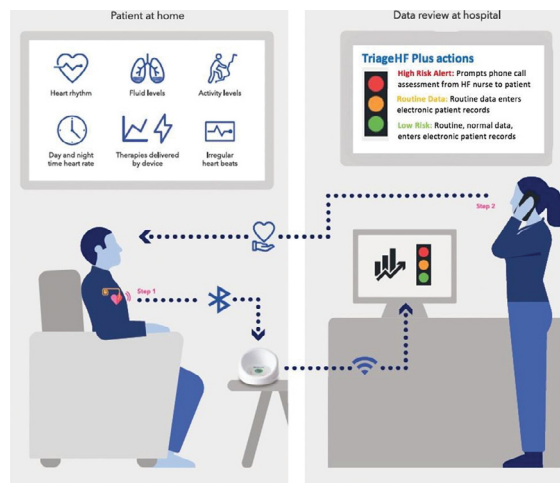 Patient at home
Heart rhythm
Fluid levels
Activity levels
Day and night
time heart rate
Therapies delivered
by device
Irregular
heart beats
Step 1
Data review at hospital
TriageHF Plus actions
High Risk Alert: Prompts phone call
assessment from HF nurse to patient
Routine Data: Routine data enters
electronic patient records
Low Risk: Routine, normal data,
enters electronic patient records
Step 2